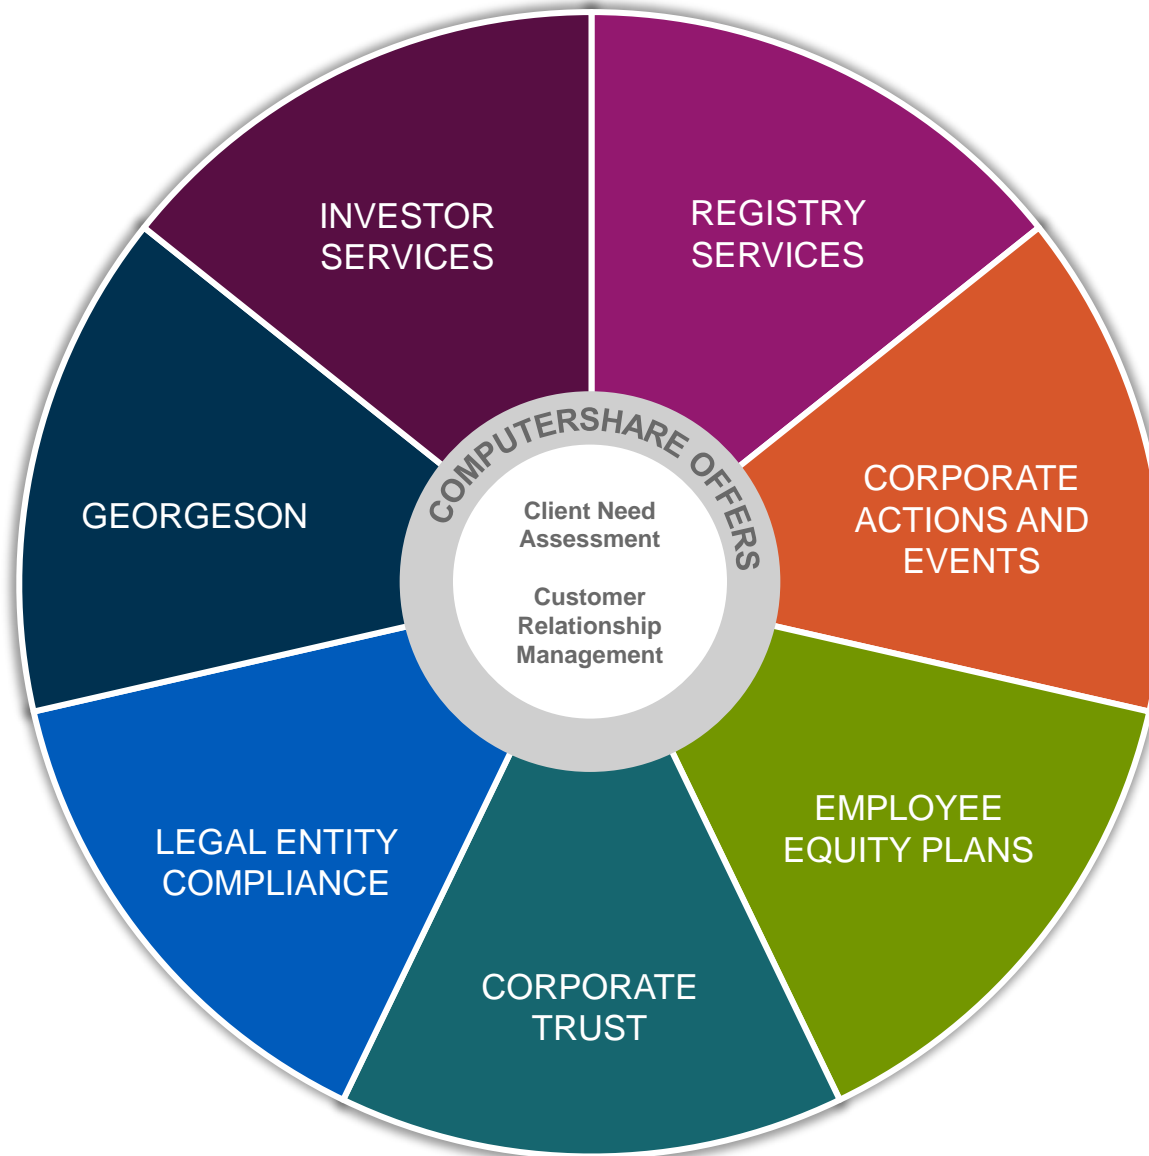 INVESTOR
SERVICES
REGISTRY
SERVICES
CORPORATE
ACTIONS AND
EVENTS
EMPLOYEE
EQUITY PLANS
CORPORATE
TRUST
LEGAL ENTITY
COMPLIANCE
GEORGESON
COMPUTERSHARE OFFERS
Client Need
Assessment
Customer
Relationship
Management